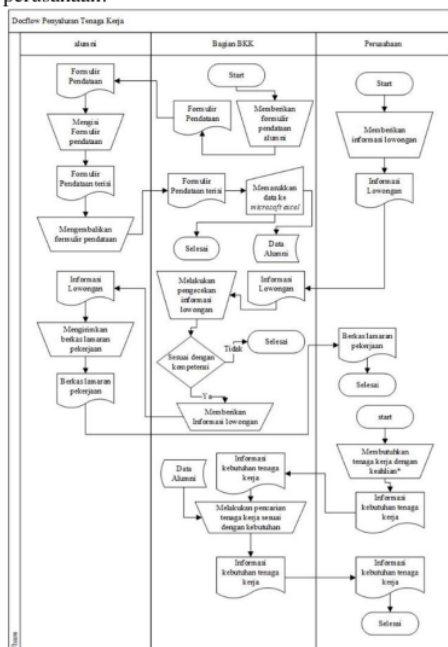 perusahaan.
Docflow Penyaluran Tenaga Kerja
alumni
Bagian BKK
Perusahaan
Formulir
Pendataan
Mengisi
Formulir
pendataan
Formulir
Pendataan terisi
Mengembalikan
formulir pendataan
Informasi
Lowongan
Mengirimkan
berkas lamaran
pekerjaan
Berkas lamaran
pekerjaan
Start
Memberikan
formulir
pendataan
alumni
Formulir
Pendataan
Formulir
Pendataan terisi
Memasukkan
data ke
microsoft excel
Selesai
Data
Alumni
Informasi
Lowongan
Melakukan
pengecekan
informasi
lowongan
Sesuai dengan
kompetensi
Tidak
Selesai
Ya
Memberikan
Informasi lowongan
Data
Alumni
Informasi
kebutuhan tenaga
kerja
Melakukan pencarian
tenaga kerja sesuai
dengan kebutuhan
Informasi
kebutuhan tenaga
kerja
Start
Memberikan
informasi lowongan
Informasi
Lowongan
Berkas lamaran
pekerjaan
Selesai
start
Membutuhkan
tenaga kerja dengan
keahlian*
Informasi
kebutuhan tenaga
kerja
Informasi
kebutuhan tenaga
kerja
Selesai